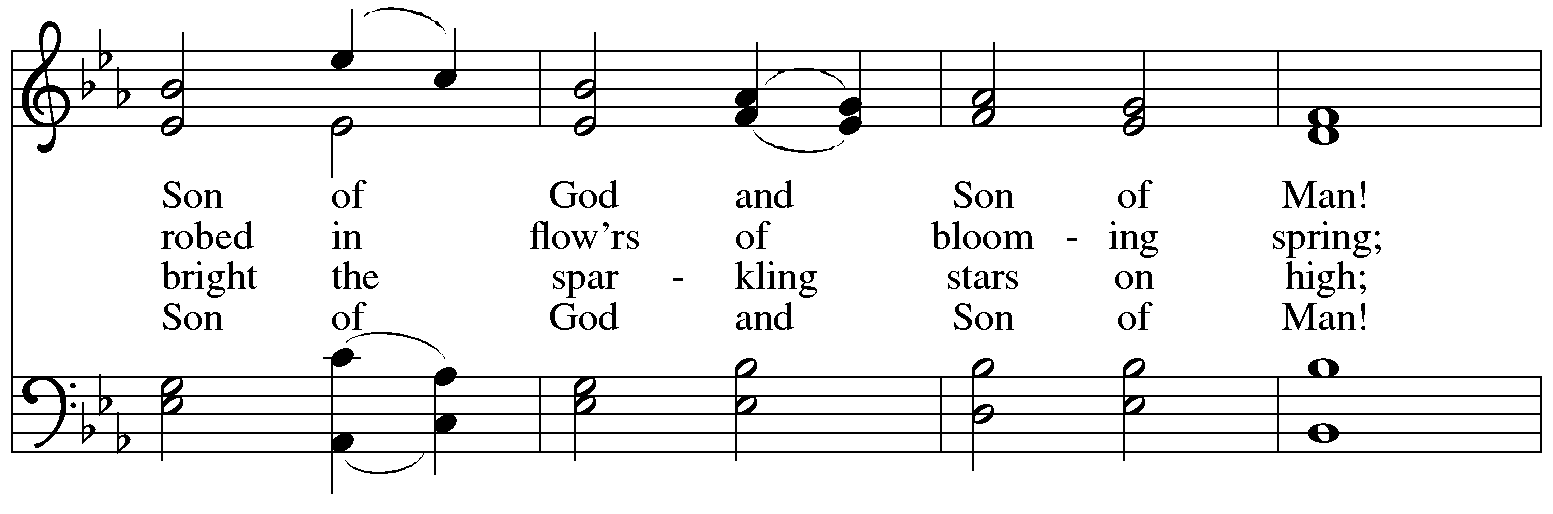 Son of God and Son of Man!
robed in flow'rs of bloom - ing spring;
bright the spar - kling stars on high;
Son of God and Son of Man!